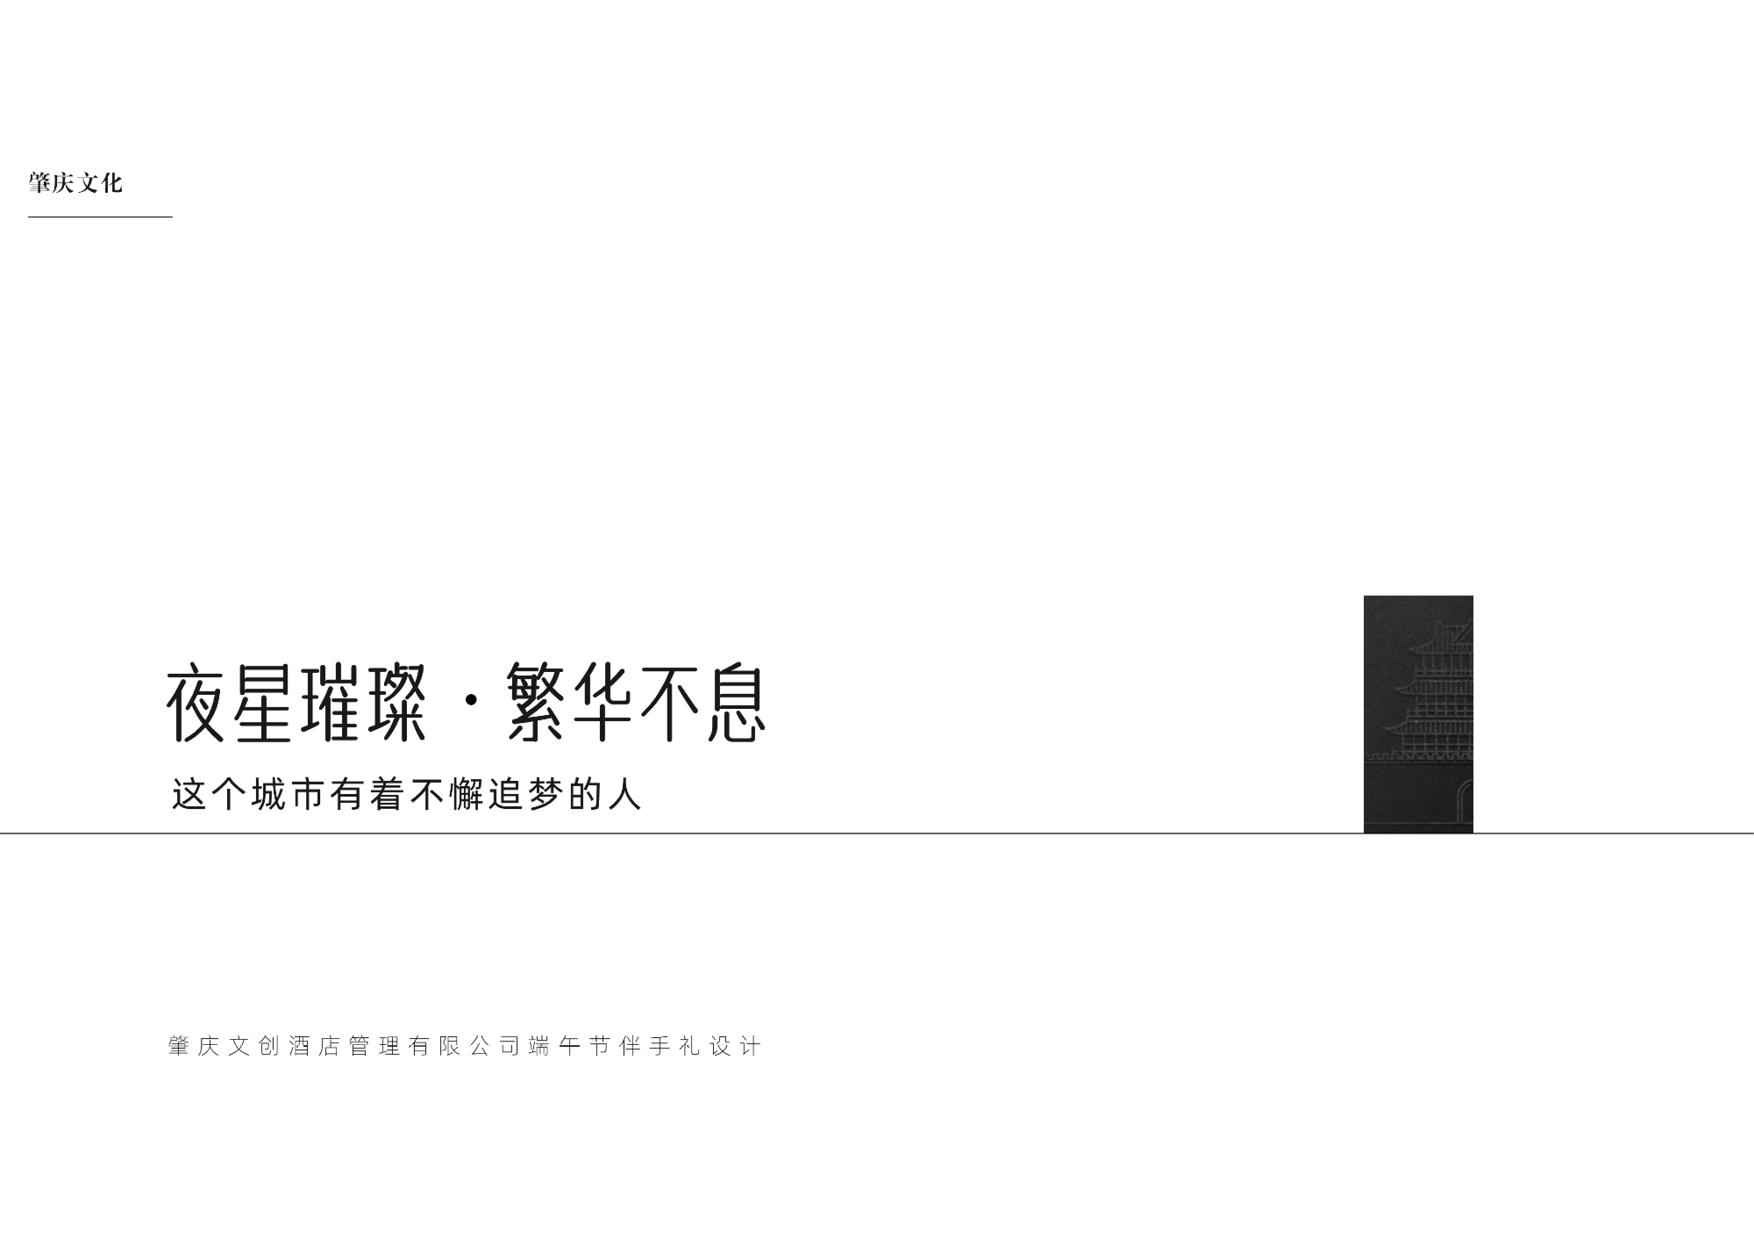 肇庆文化
夜星璀璨·繁华不息
这个城市有着不懈追梦的人
肇庆文创酒店管理有限公司端午节伴手礼设计